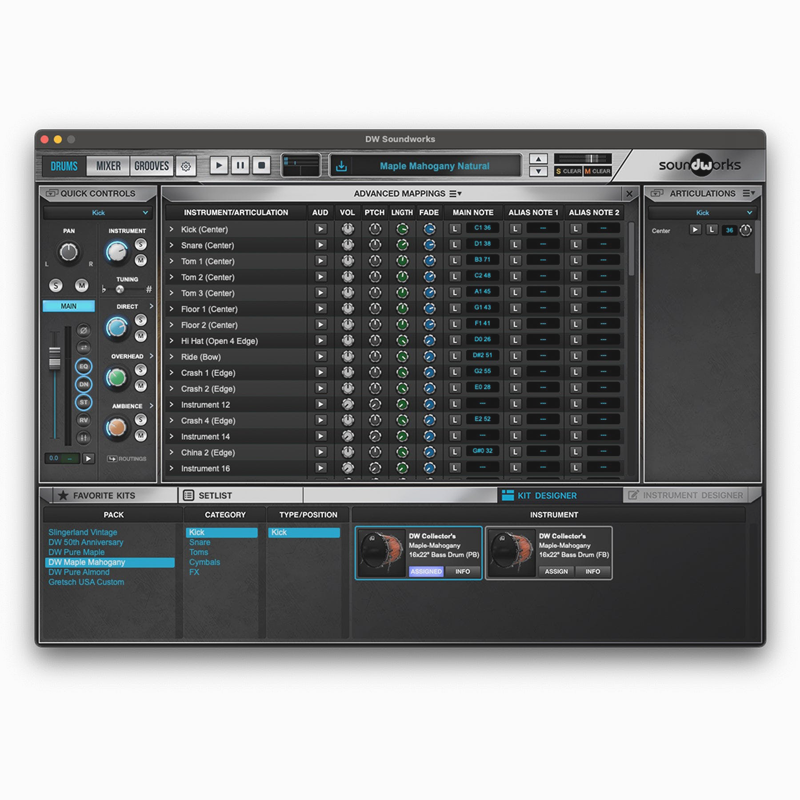 DW Soundworks
DRUMS MIXER GROOVES
Maple Mahogany Natural
S CLEAR M CLEAR
soundworks
QUICK CONTROLS
Kick
PAN
L R
INSTRUMENT
S
M
S M
TUNING
b #
MAIN
DIRECT
S
M
OVERHEAD
S
M
EQ
DN
ST
RV
AMBIENCE
S
M
0.0 --
ROUTINGS
ADVANCED MAPPINGS
INSTRUMENT/ARTICULATION AUD VOL PTCH LNGTH FADE MAIN NOTE ALIAS NOTE 1 ALIAS NOTE 2
Kick (Center) L C1 36 L --- L ---
Snare (Center) L D1 38 L --- L ---
Tom 1 (Center) L B3 71 L --- L ---
Tom 2 (Center) L C2 48 L --- L ---
Tom 3 (Center) L A1 45 L --- L ---
Floor 1 (Center) L G1 43 L --- L ---
Floor 2 (Center) L F1 41 L --- L ---
Hi Hat (Open 4 Edge) L D0 26 L --- L ---
Ride (Bow) L D#2 51 L --- L ---
Crash 1 (Edge) L G2 55 L --- L ---
Crash 2 (Edge) L E0 28 L --- L ---
Instrument 12 L --- L --- L ---
Crash 4 (Edge) L E2 52 L --- L ---
Instrument 14 L --- L --- L ---
China 2 (Edge) L G#0 32 L --- L ---
Instrument 16 L --- L --- L ---
ARTICULATIONS
Kick
Center L 36
FAVORITE KITS
SETLIST
KIT DESIGNER
INSTRUMENT DESIGNER
PACK
Slingerland Vintage
DW 50th Anniversary
DW Pure Maple
DW Maple Mahogany
DW Pure Almond
Gretsch USA Custom
CATEGORY
Kick
Snare
Toms
Cymbals
FX
TYPE/POSITION
Kick
INSTRUMENT
DW Collector's
Maple-Mahogany
16x22" Bass Drum (PB)
ASSIGNED INFO
DW Collector's
Maple-Mahogany
16x22" Bass Drum (FB)
ASSIGN INFO